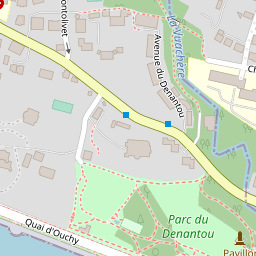 ontolivet
La Vuachère
Avenue du Denantou
Ch
Quai d'Ouchy
Parc du
Denantou
Pavillon